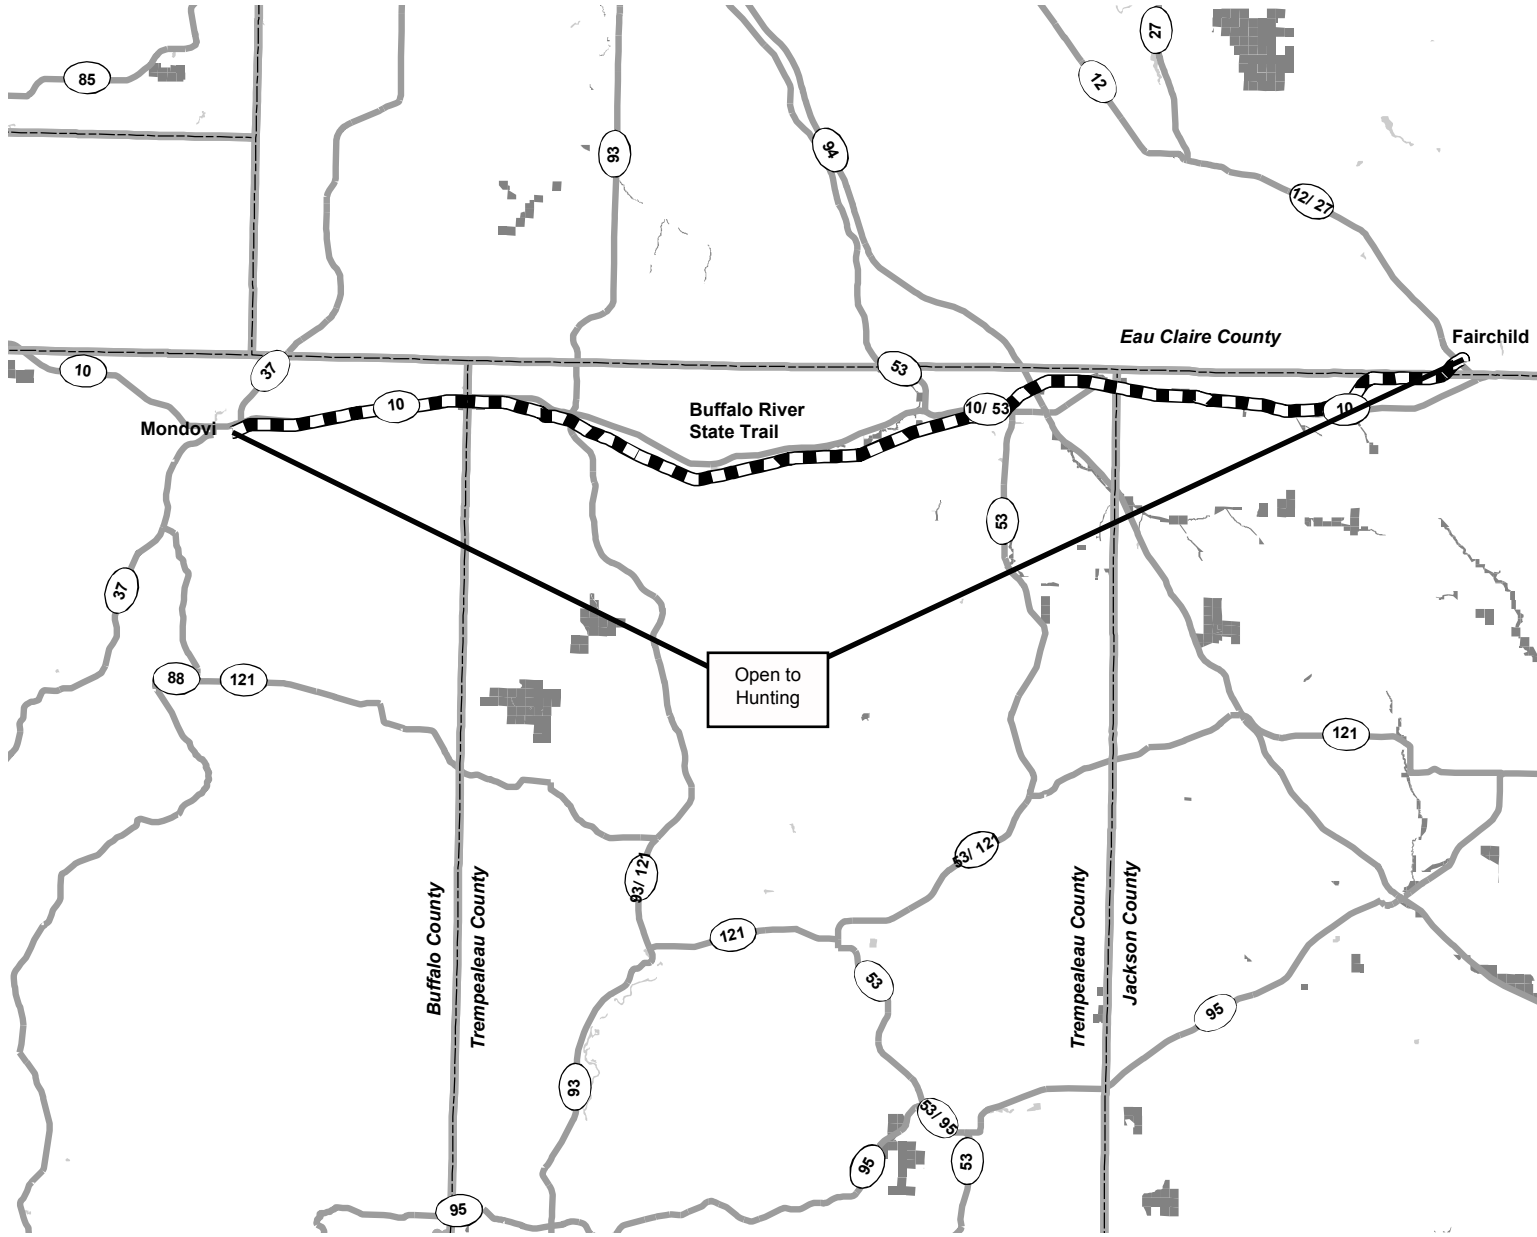 27
12
85
93
94
12/ 27
Eau Claire County
Fairchild
10
37
53
10
Buffalo River
State Trail
10/ 53
10
Mondovi
53
37
Open to
Hunting
88
121
121
53/ 121
93/ 121
Buffalo County
Trempealeau County
Trempealeau County
Jackson County
121
53
95
93
53/ 95
95
53
95